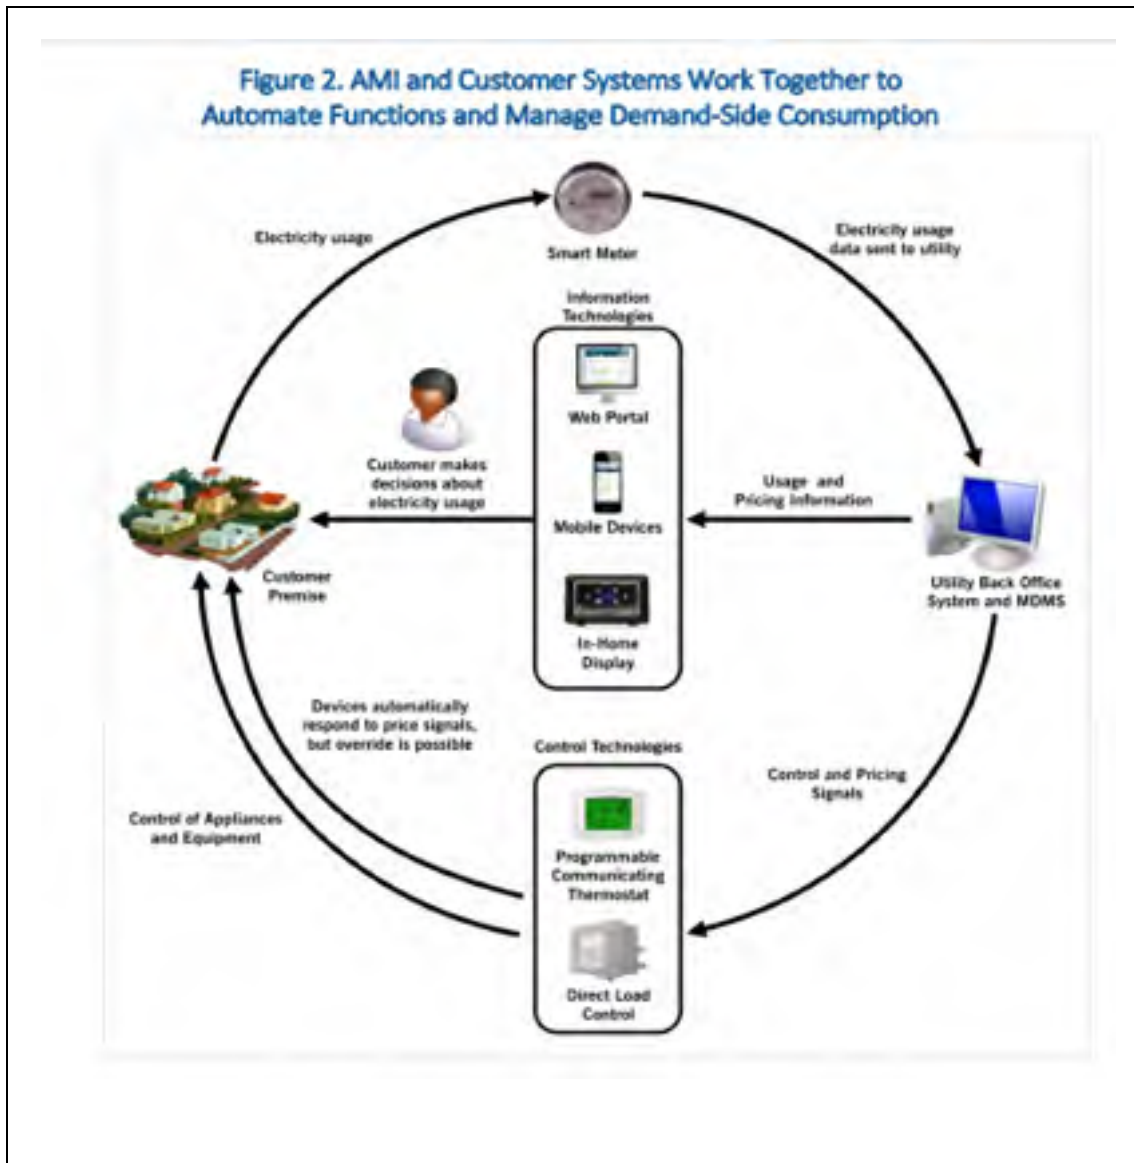 Figure 2. AMI and Customer Systems Work Together to
Automate Functions and Manage Demand-Side Consumption
Electricity usage
Smart Meter
Electricity usage
data sent to utility
Information
Technologies
Web Portal
Customer makes
decisions about
electricity usage
Mobile Devices
Usage and
Pricing Information
Customer
Premise
In-Home
Display
Utility Back Office
System and MDMS
Devices automatically
respond to price signals,
but override is possible
Control Technologies
Control and Pricing
Signals
Control of Appliances
and Equipment
Programmable
Communicating
Thermostat
Direct Load
Control